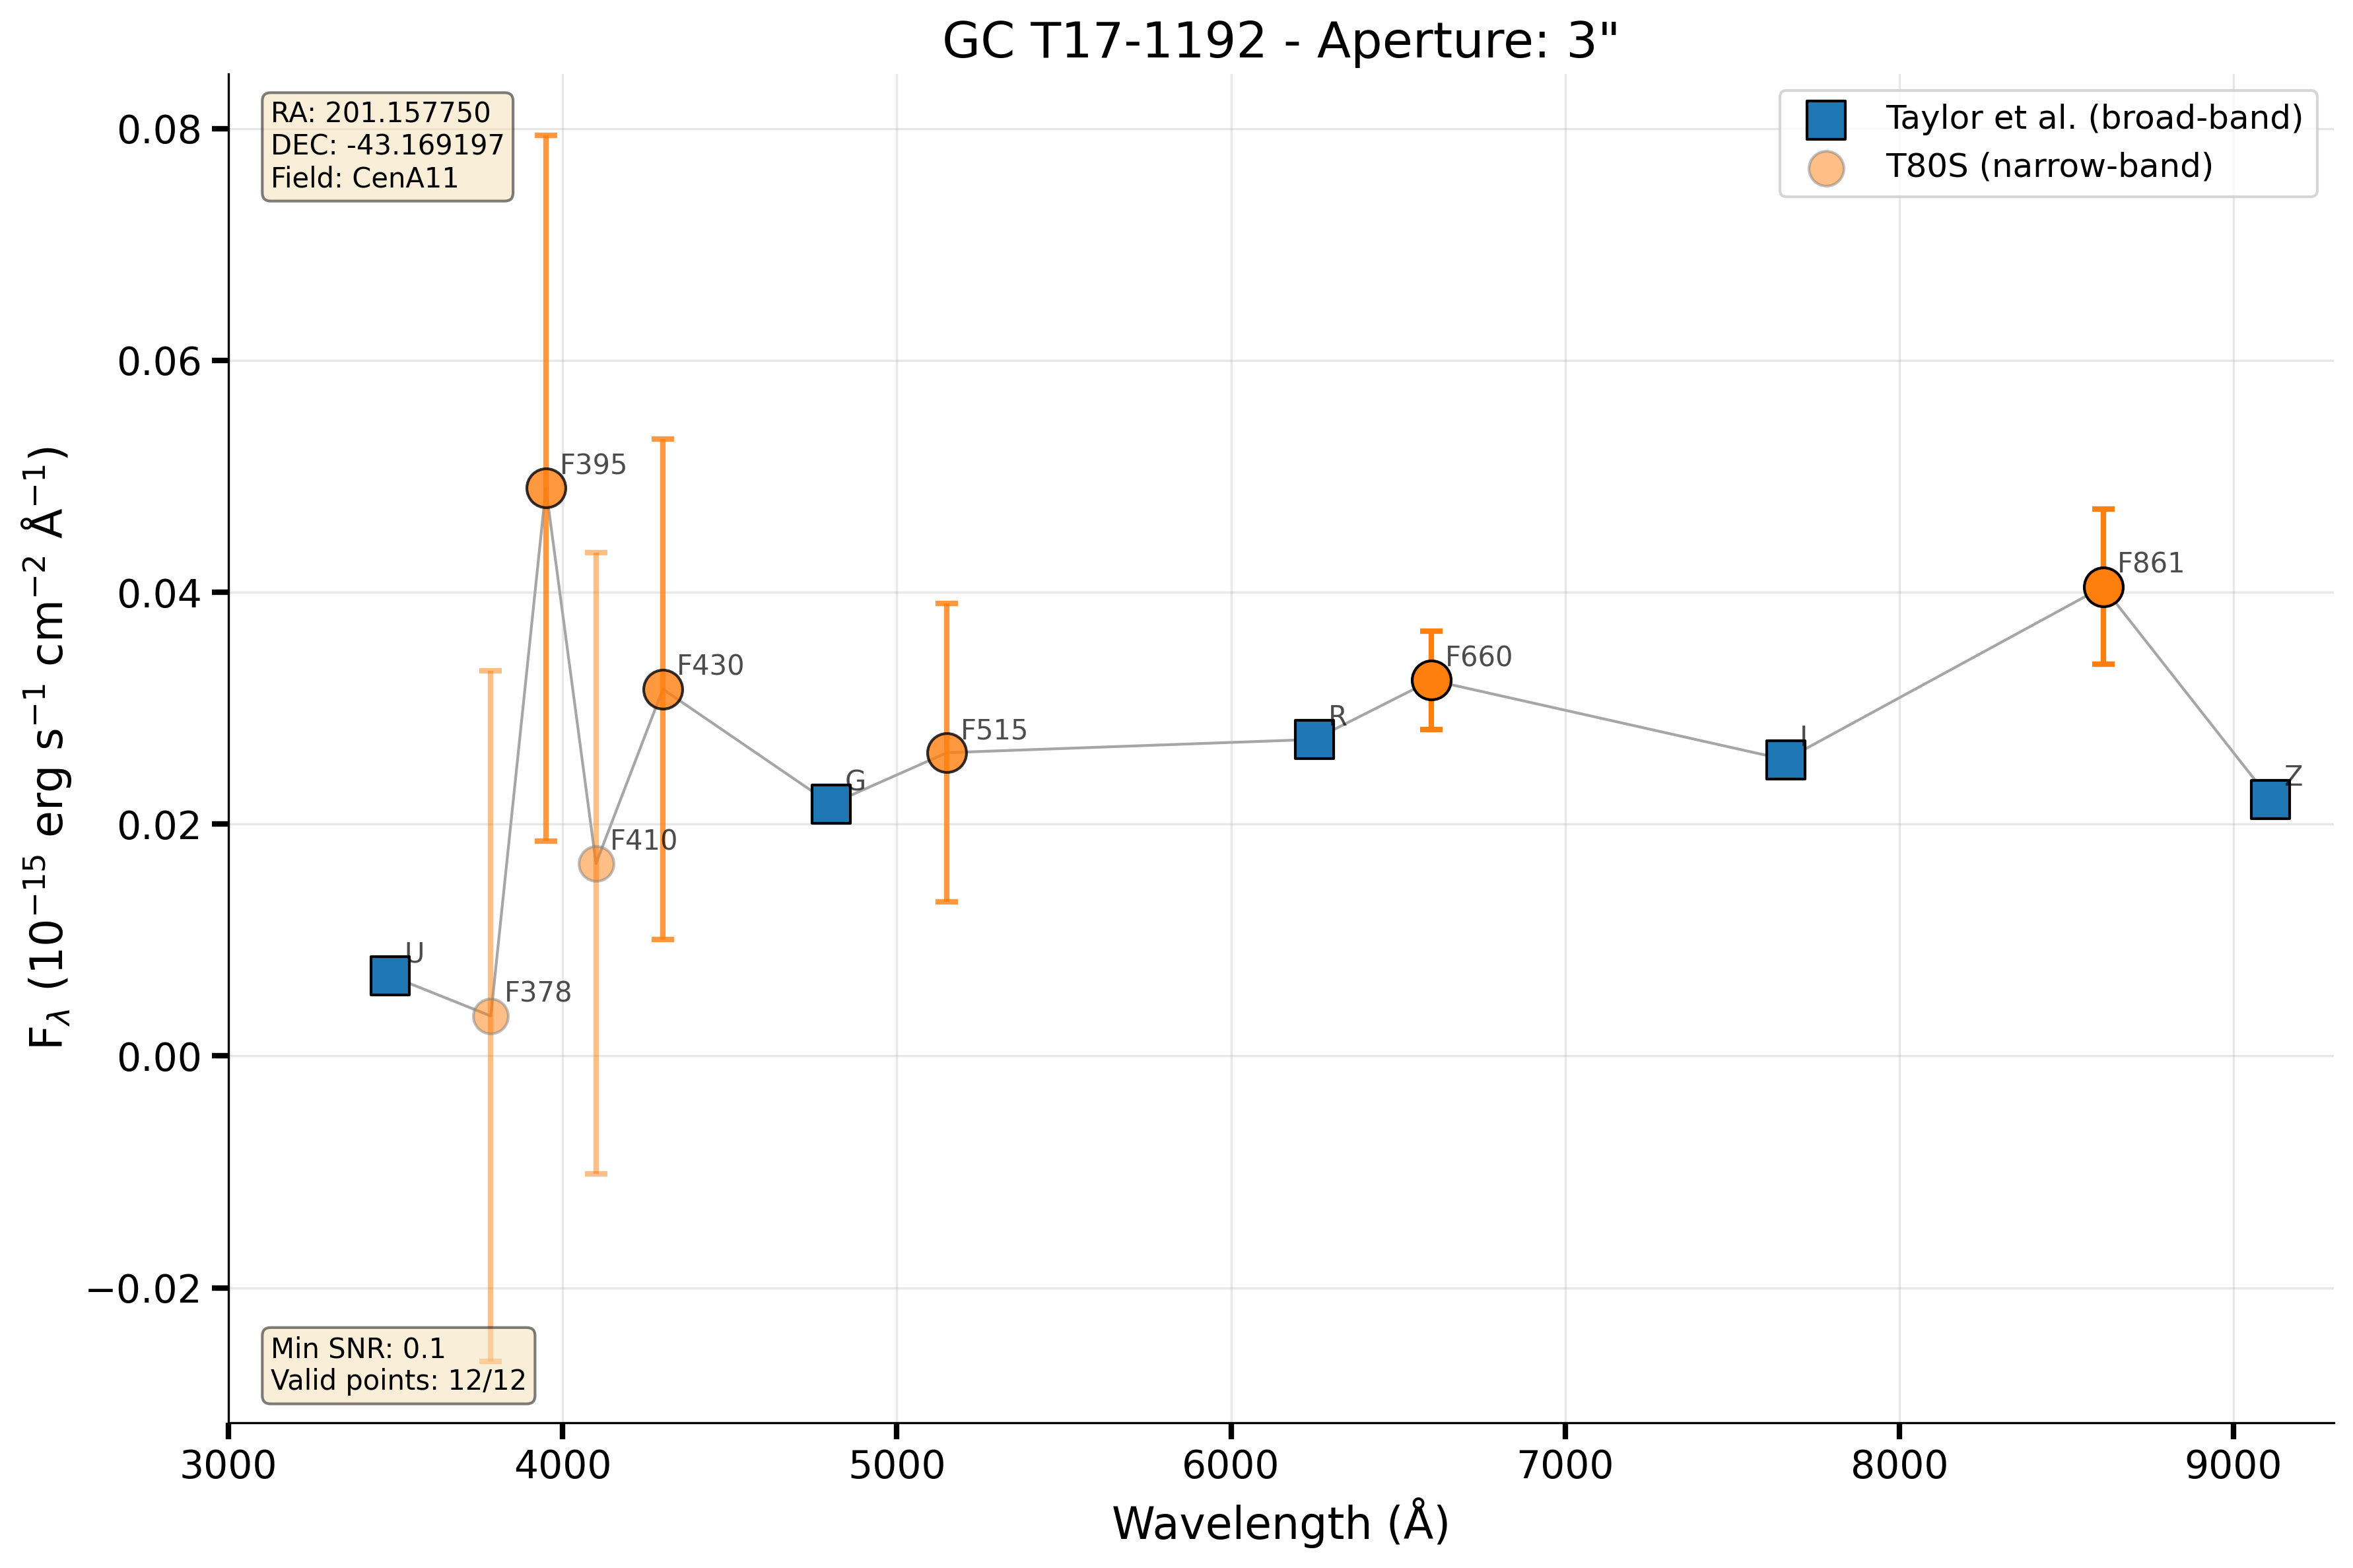 GC T17-1192 - Aperture: 3"
RA: 201.157750
DEC: -43.169197
Field: CenA11
Taylor et al. (broad-band)
T80S (narrow-band)
F_λ (10⁻¹⁵ erg s⁻¹ cm⁻² Å⁻¹)
0.08
0.06
0.04
0.02
0.00
−0.02
U
F378
F395
F410
F430
G
F515
R
F660
I
F861
Z
Min SNR: 0.1
Valid points: 12/12
3000 4000 5000 6000 7000 8000 9000
Wavelength (Å)